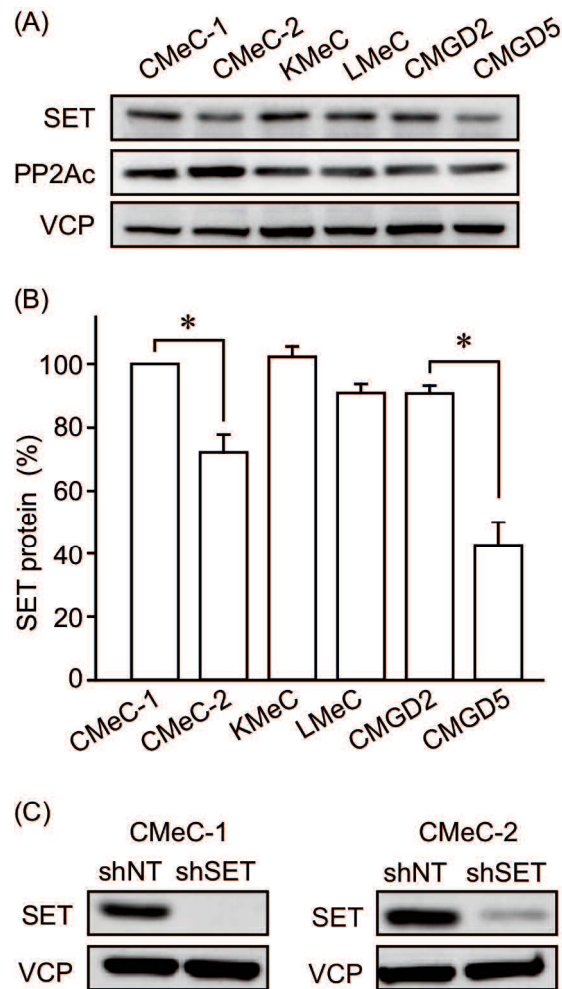 (A)
CMeC-1 CMeC-2 KMeC LMeC CMGD2 CMGD5
SET
PP2Ac
VCP
(B)
* *
SET protein (%)
100
80
60
40
20
0
CMeC-1 CMeC-2 KMeC LMeC CMGD2 CMGD5
(C)
CMeC-1 CMeC-2
shNT shSET shNT shSET
SET SET
VCP VCP